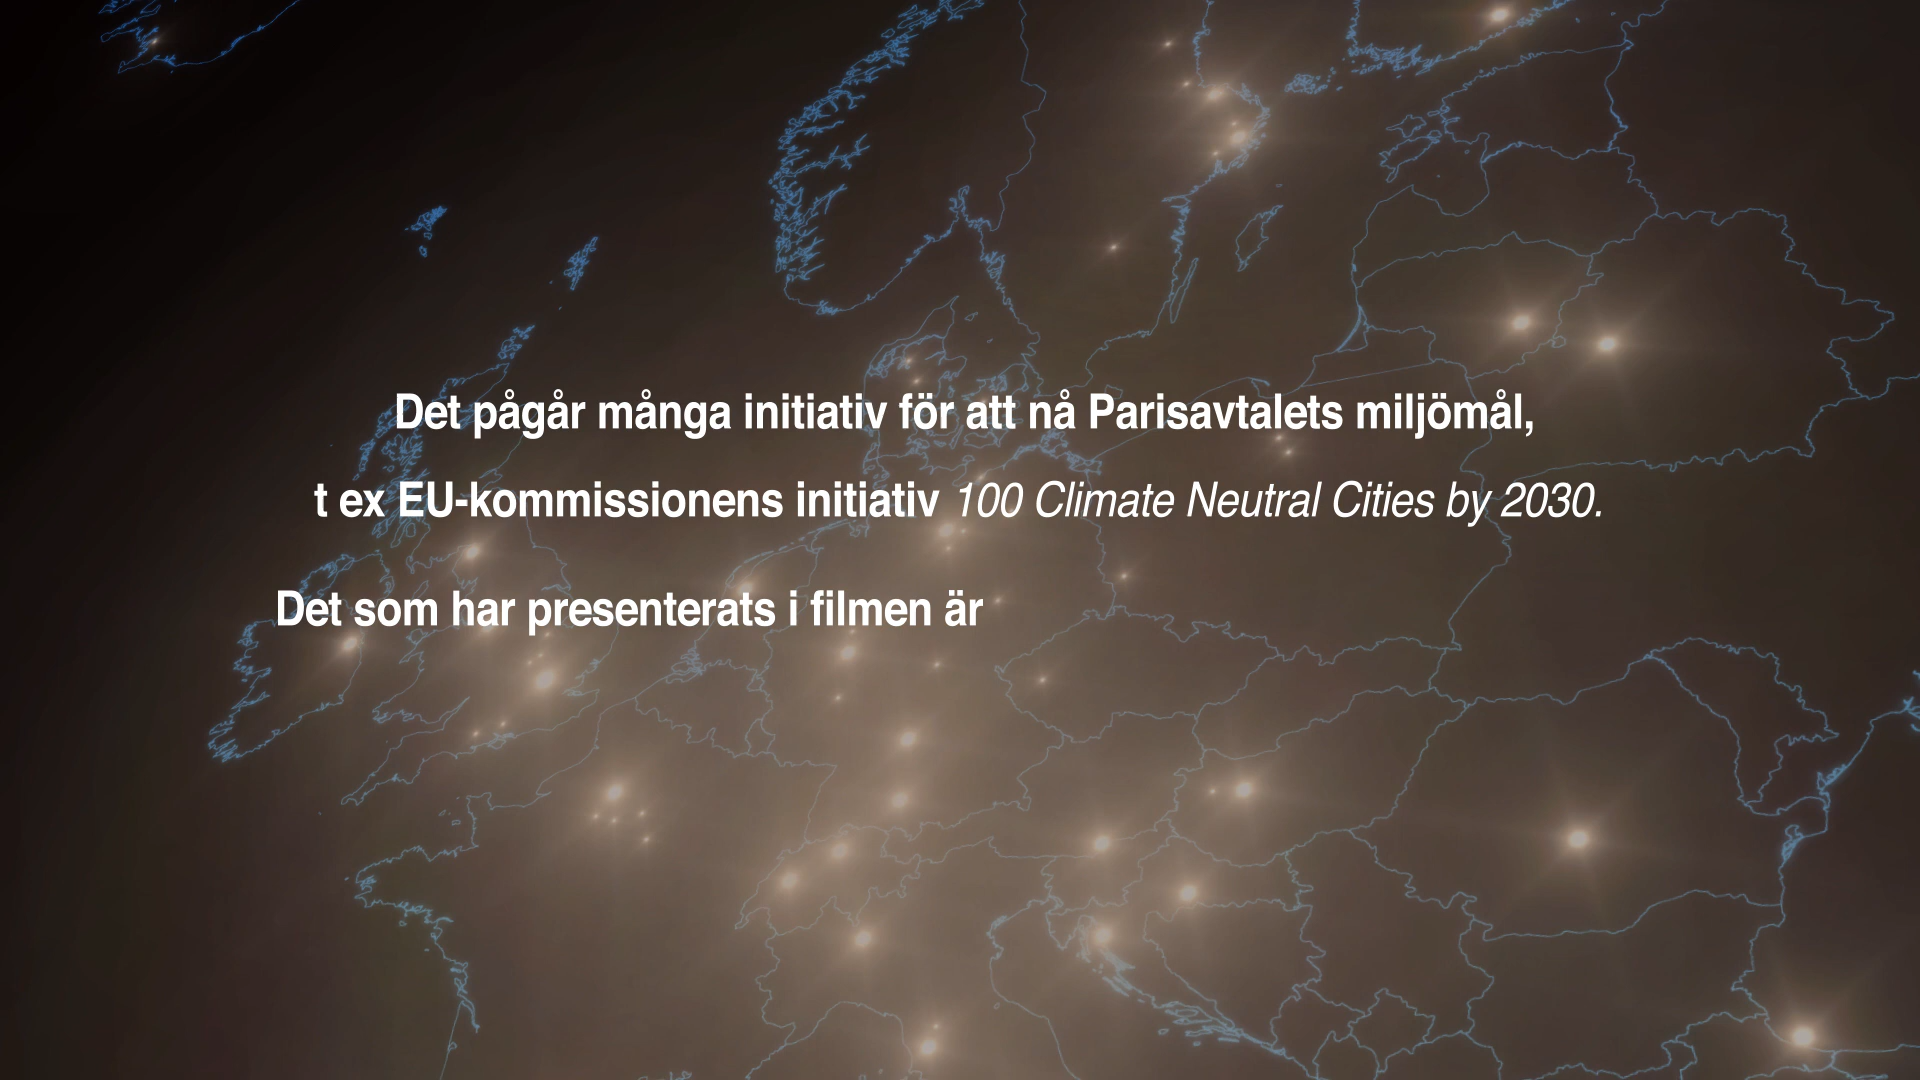 Det pågår många initiativ för att nå Parisavtalets miljömål,
t ex EU-kommissionens initiativ 100 Climate Neutral Cities by 2030.
Det som har presenterats i filmen är